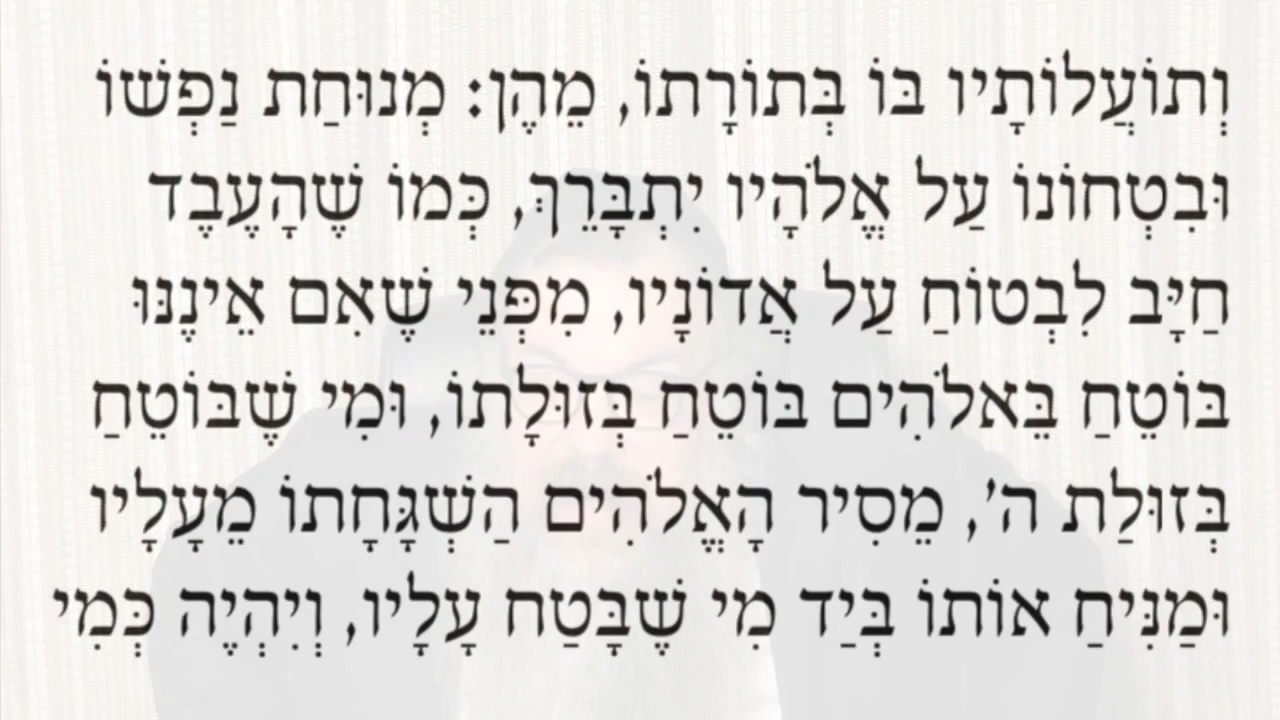 וְתוֹעֲלוֹתָיו בּוֹ בְּתוֹרָתוֹ, מֵהֶן: מְנוּחַת נַפְשׁוֹ
וּבִטְחוֹנוֹ עַל אֱלֹהָיו יִתְבָּרֵךְ, כְּמוֹ שֶׁהָעֶבֶד
חַיָּב לִבְטוֹחַ עַל אֲדוֹנָיו, מִפְּנֵי שֶׁאִם אֵינֶנּוּ
בּוֹטֵחַ בֵּאלֹהִים בּוֹטֵחַ בְּזוּלָתוֹ, וּמִי שֶׁבּוֹטֵחַ
בְּזוּלַת ה', מֵסִיר הָאֱלֹהִים הַשְׁגָּחָתוֹ מֵעָלָיו
וּמַנִּיחַ אוֹתוֹ בְּיַד מִי שֶׁבָּטַח עָלָיו, וְיִהְיֶה כְּמִי